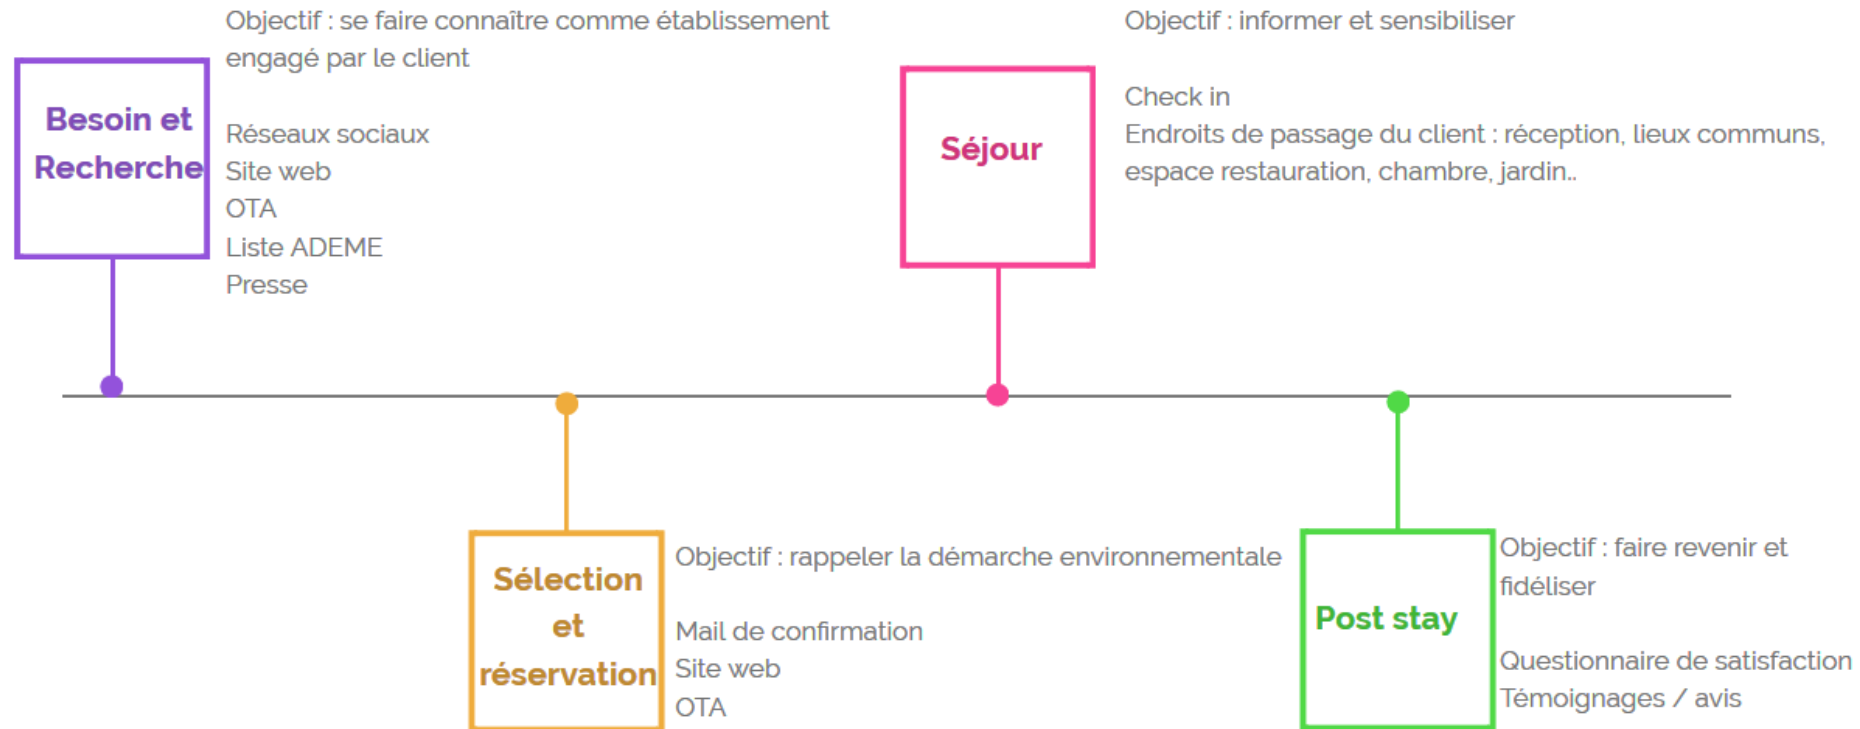 Besoin et
Recherche
Objectif : se faire connaître comme établissement
engagé par le client
Réseaux sociaux
Site web
OTA
Liste ADEME
Presse
Sélection
et
réservation
Objectif : rappeler la démarche environnementale
Mail de confirmation
Site web
OTA
Séjour
Objectif : informer et sensibiliser
Check in
Endroits de passage du client : réception, lieux communs,
espace restauration, chambre, jardin..
Post stay
Objectif : faire revenir et
fidéliser
Questionnaire de satisfaction
Témoignages / avis